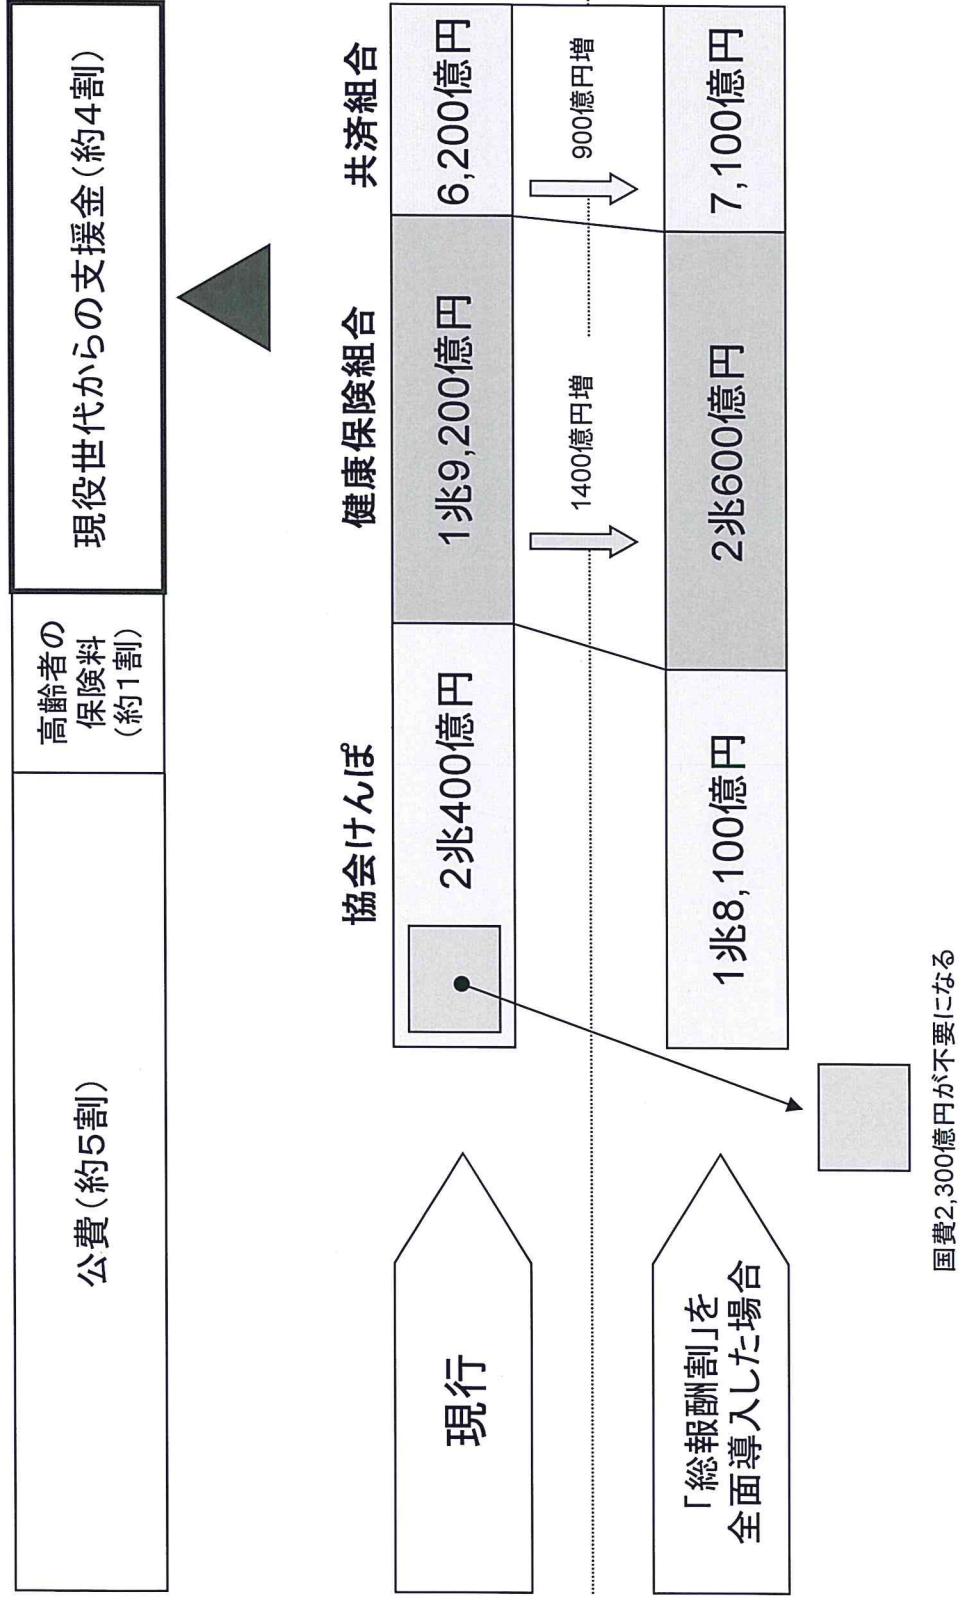 公費(約5割)
高齢者の
保険料
(約1割)
現役世代からの支援金(約4割)
協会けんぽ
健康保険組合
共済組合
現行
2兆400億円
1兆9,200億円
6,200億円
1400億円増
900億円増
「総報酬割」を
全面導入した場合
1兆8,100億円
2兆600億円
7,100億円
国費2,300億円が不要になる